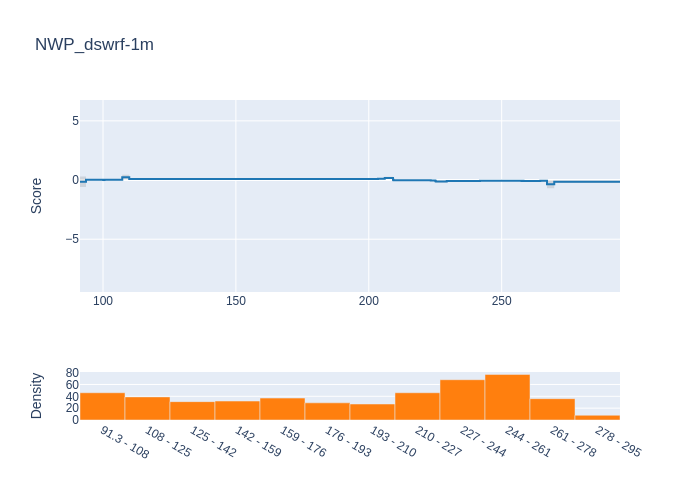 NWP_dswrf-1m
Score
5
0
−5
100
150
200
250
Density
80
60
40
20
0
91.3 - 108
108 - 125
125 - 142
142 - 159
159 - 176
176 - 193
193 - 210
210 - 227
227 - 244
244 - 261
261 - 278
278 - 295